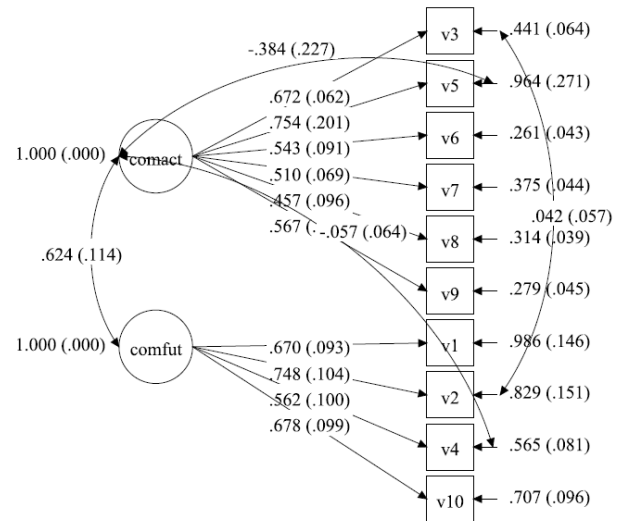 v3
.441 (.064)
-.384 (.227)
v5
.964 (.271)
.672 (.062)
.754 (.201)
v6
.261 (.043)
.543 (.091)
1.000 (.000)
comact
.510 (.069)
v7
.375 (.044)
.457 (.096)
.042 (.057)
.567 (.
-.057 (.064)
v8
.314 (.039)
.624 (.114)
v9
.279 (.045)
1.000 (.000)
comfut
.670 (.093)
v1
.986 (.146)
.748 (.104)
v2
.829 (.151)
.562 (.100)
.678 (.099)
v4
.565 (.081)
v10
.707 (.096)